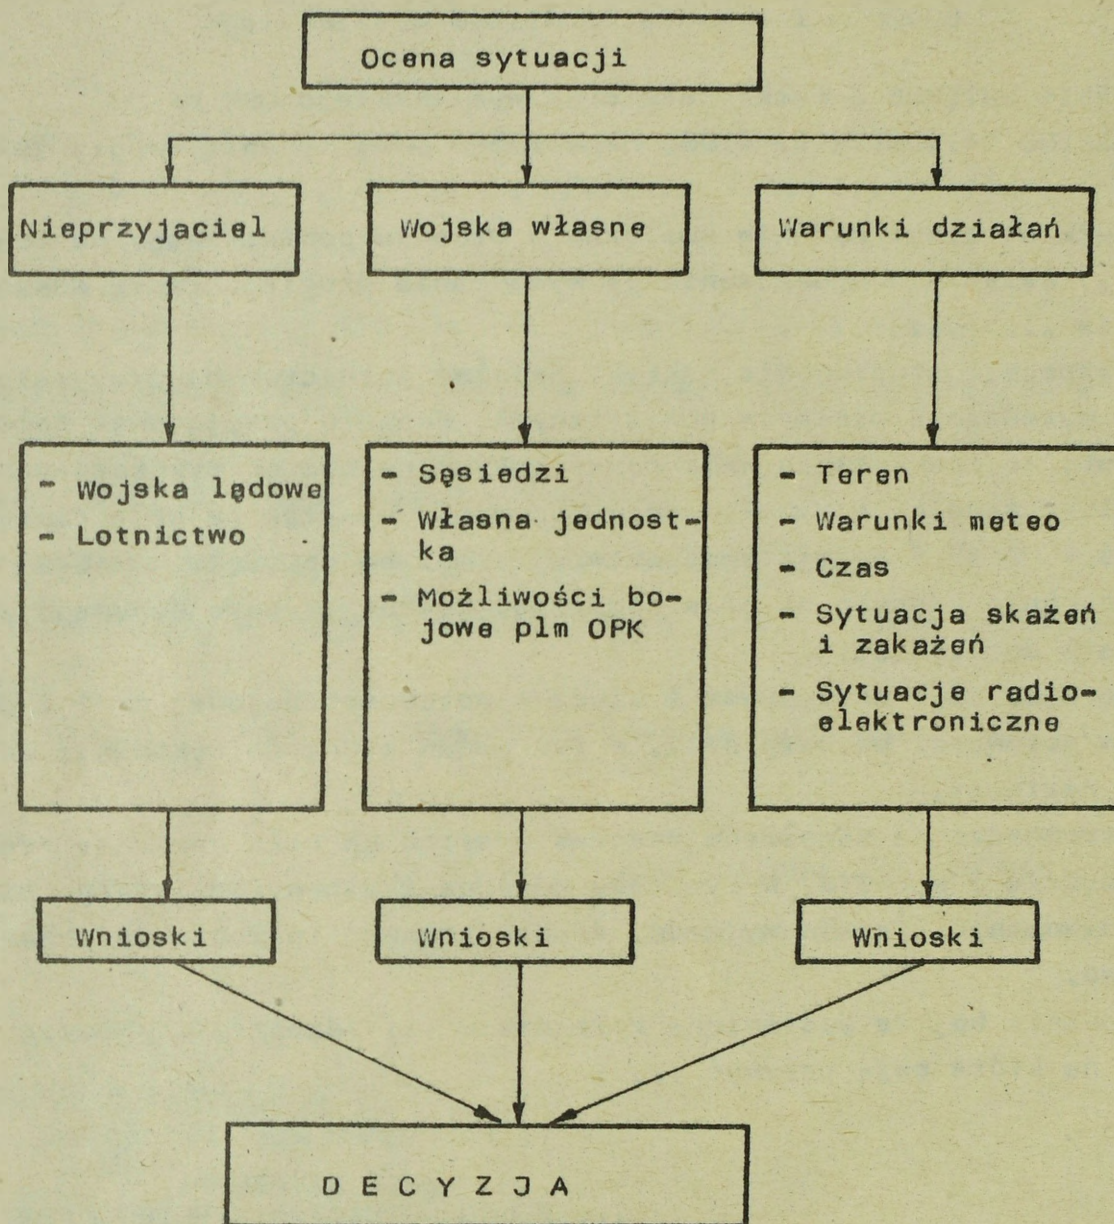 Ocena sytuacji
Nieprzyjaciel
Wojska własne
Warunki działań
- Wojska lądowe
- Lotnictwo
- Sąsiedzi
- Własna jednost-
ka
- Możliwości bo-
jowe plm OPK
- Teren
- Warunki meteo
- Czas
- Sytuacja skażeń
i zakażeń
- Sytuacje radio-
elektroniczne
Wnioski
Wnioski
Wnioski
D E C Y Z J A